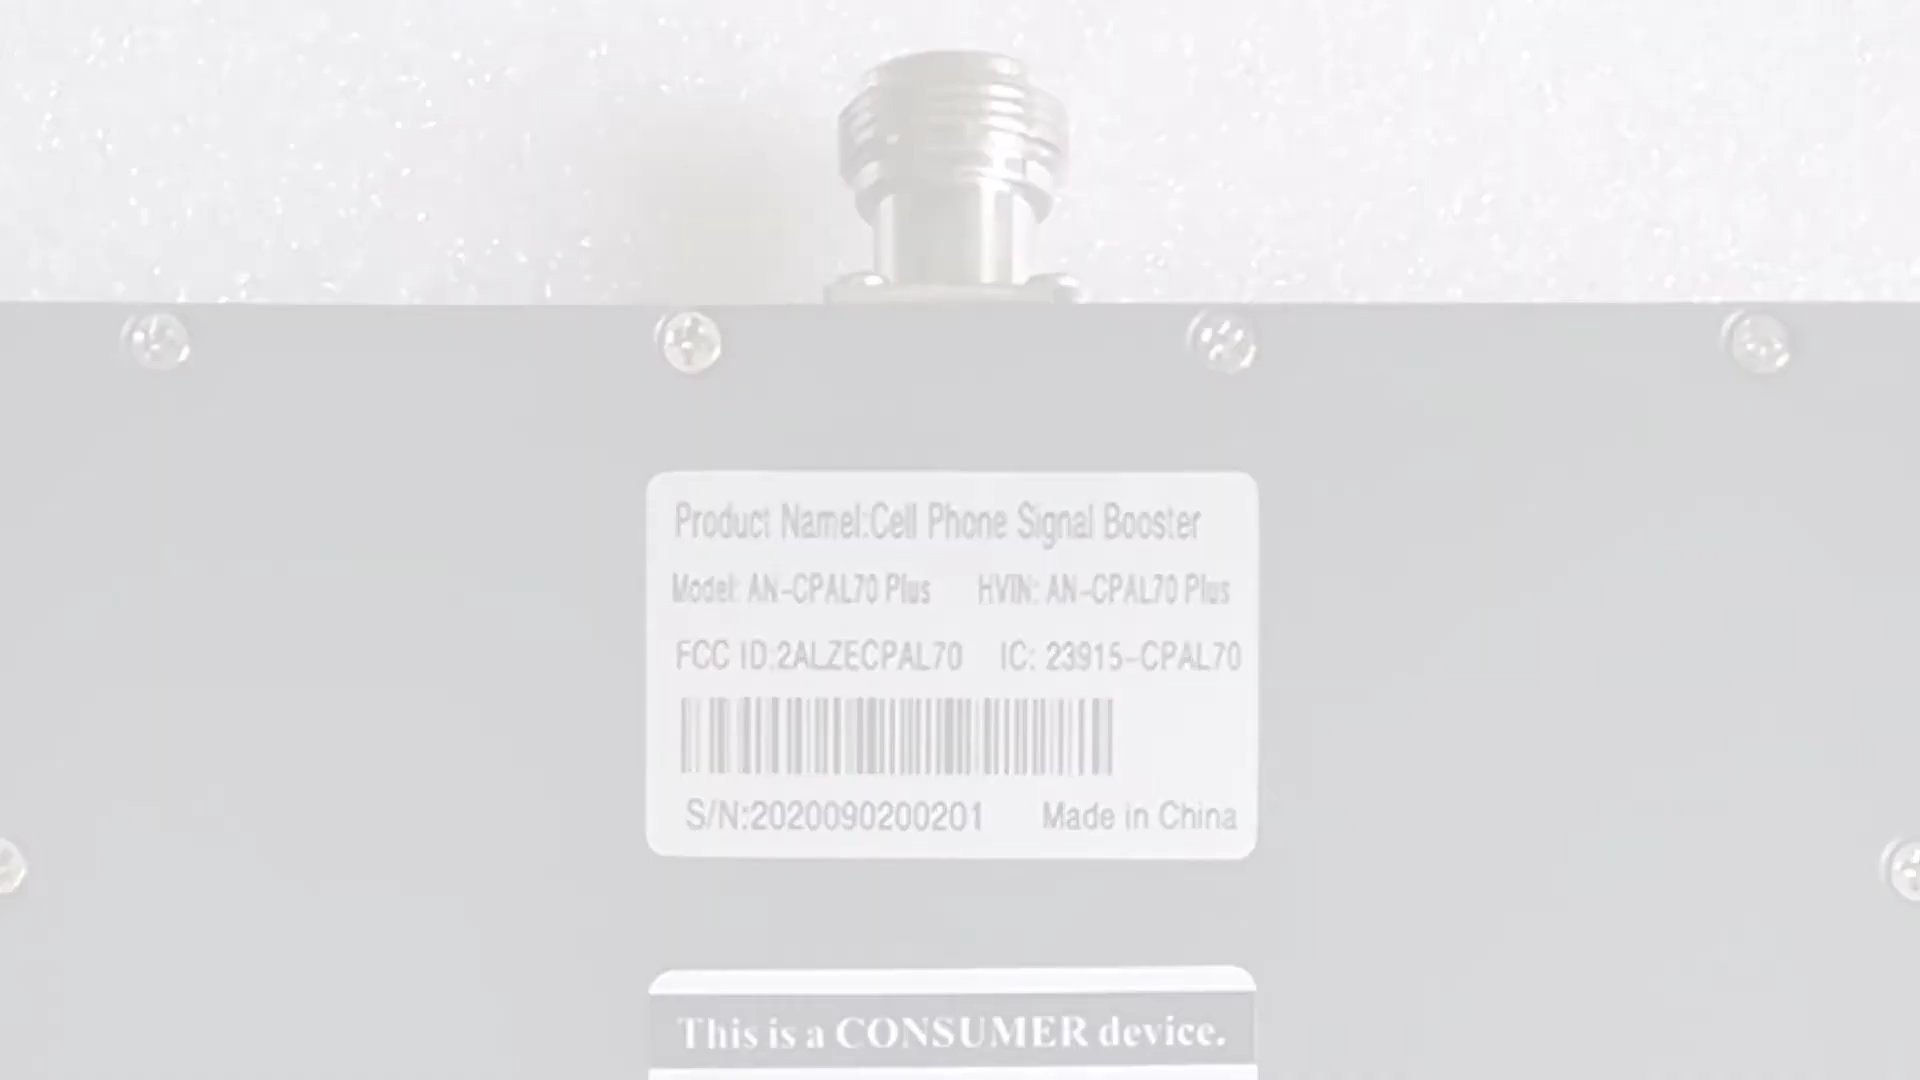 Product Namel:Cell Phone Signal Booster
Model: AN-CPAL70 Plus HVIN: AN-CPAL70 Plus
FCC ID:2ALZECPAL70 IC: 23915-CPAL70
S/N:2020090200201 Made in China
This is a CONSUMER device.